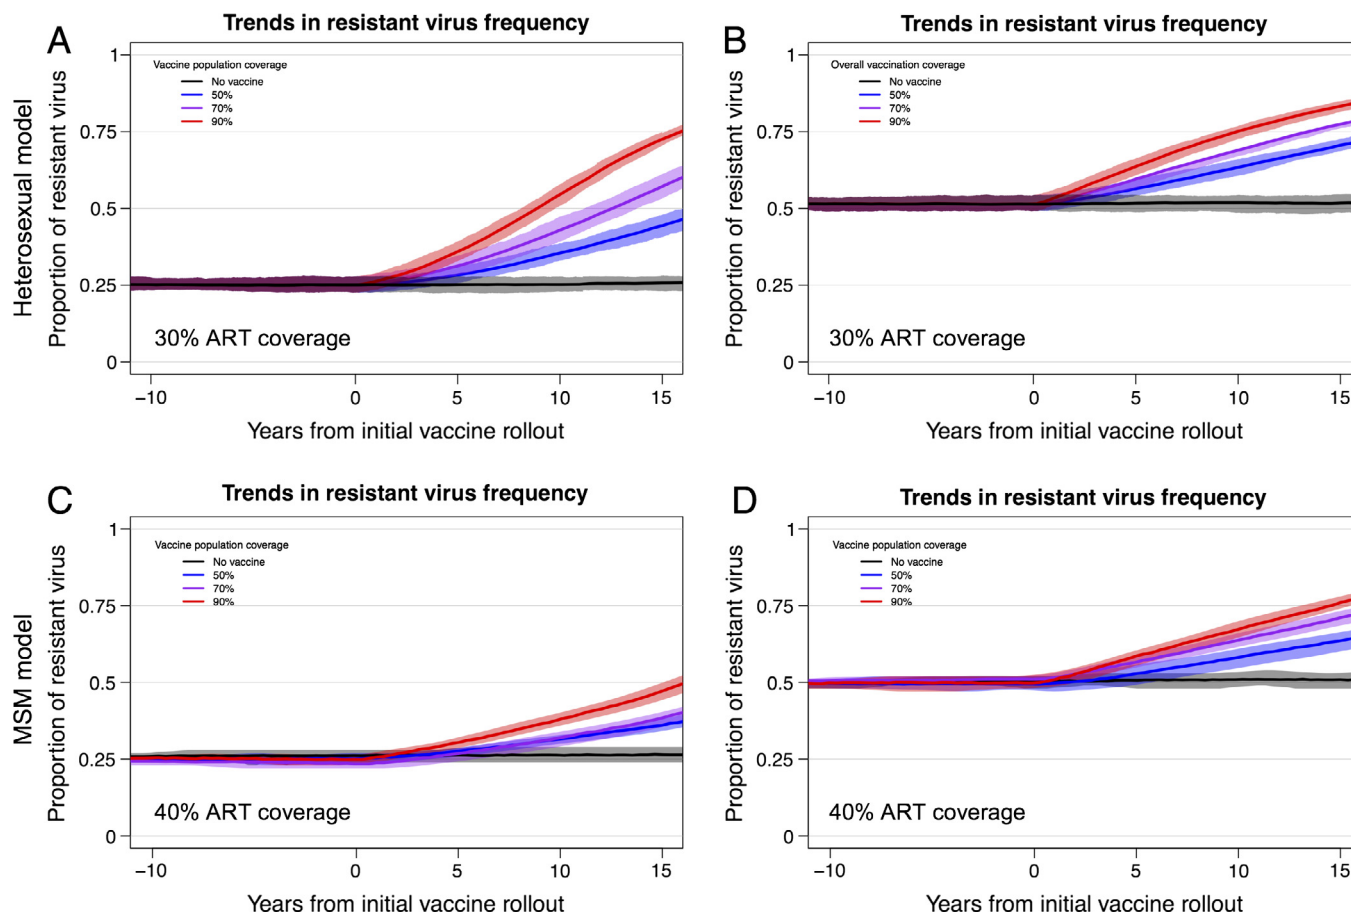 A
Trends in resistant virus frequency
Heterosexual model
Proportion of resistant virus
1
0.75
0.5
0.25
0
Vaccine population coverage
No vaccine
50%
70%
90%
30% ART coverage
−10
0
5
10
15
Years from initial vaccine rollout
B
Trends in resistant virus frequency
Proportion of resistant virus
1
0.75
0.5
0.25
0
Overall vaccination coverage
No vaccine
50%
70%
90%
30% ART coverage
−10
0
5
10
15
Years from initial vaccine rollout
C
Trends in resistant virus frequency
MSM model
Proportion of resistant virus
1
0.75
0.5
0.25
0
Vaccine population coverage
No vaccine
50%
70%
90%
40% ART coverage
−10
0
5
10
15
Years from initial vaccine rollout
D
Trends in resistant virus frequency
Proportion of resistant virus
1
0.75
0.5
0.25
0
Vaccine population coverage
No vaccine
50%
70%
90%
40% ART coverage
−10
0
5
10
15
Years from initial vaccine rollout